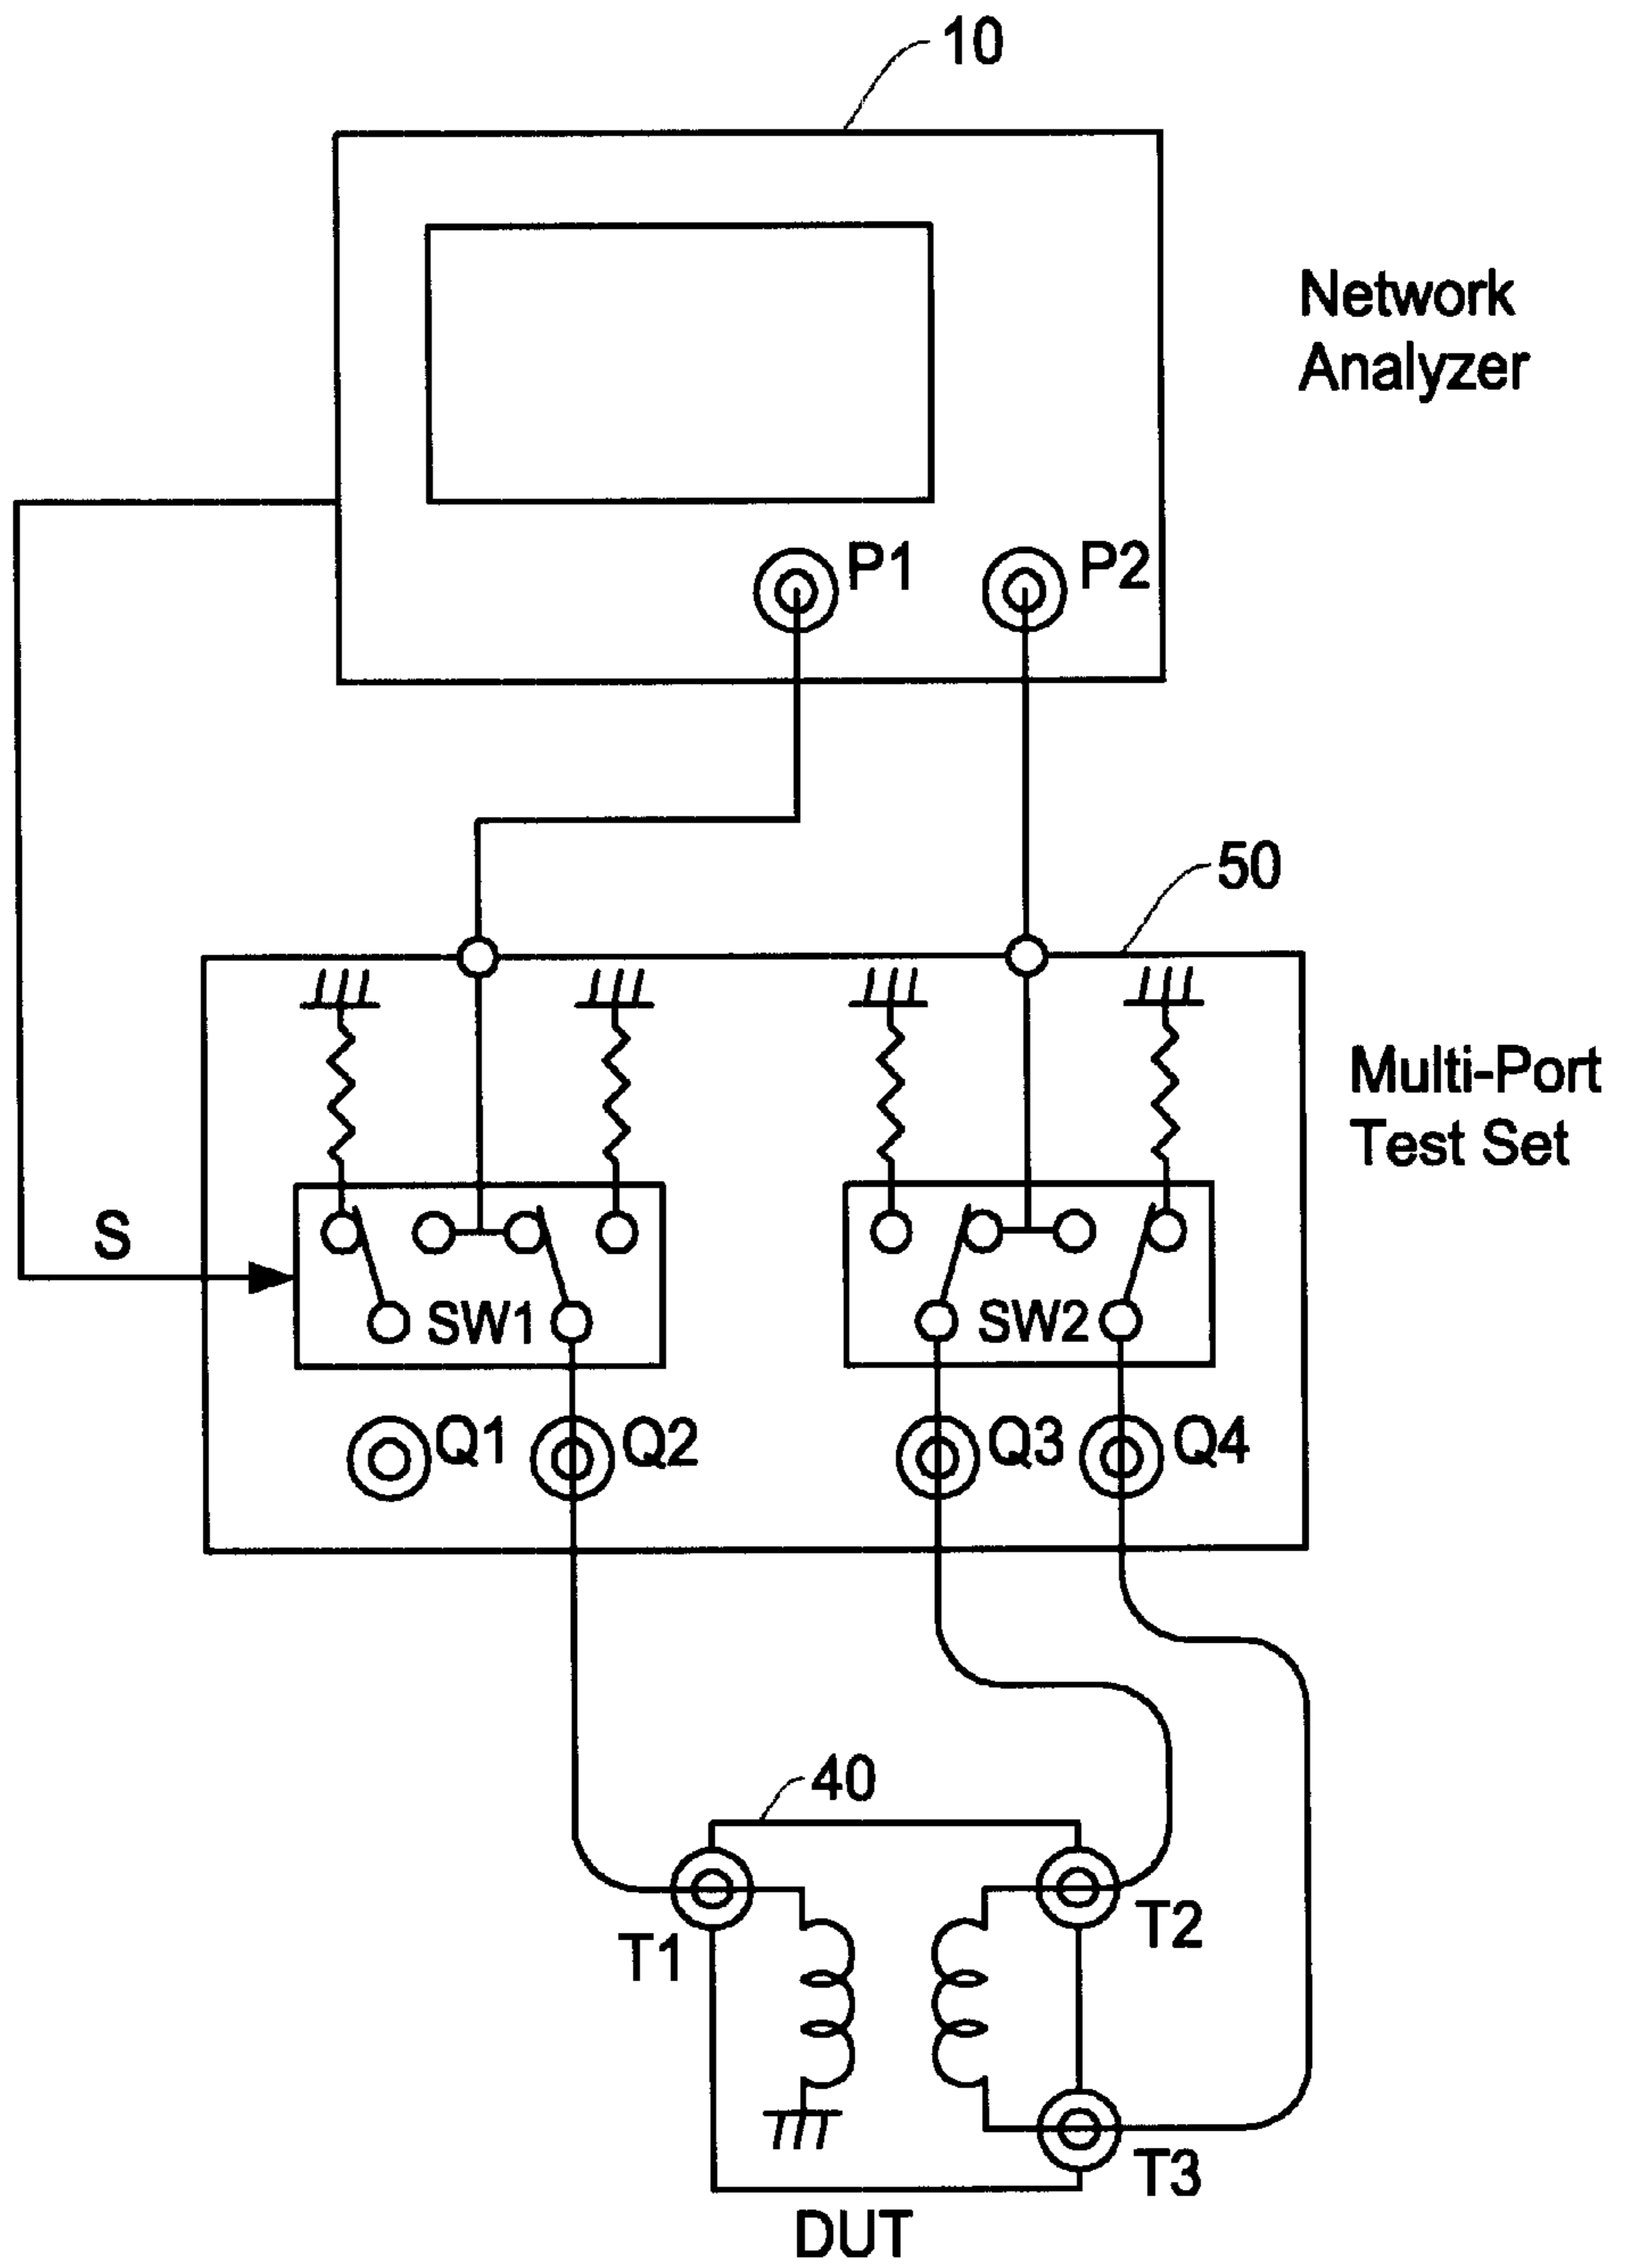 10
Network
Analyzer
P1
P2
50
Multi-Port
Test Set
S
SW1
SW2
Q1
Q2
Q3
Q4
40
T1
T2
T3
DUT